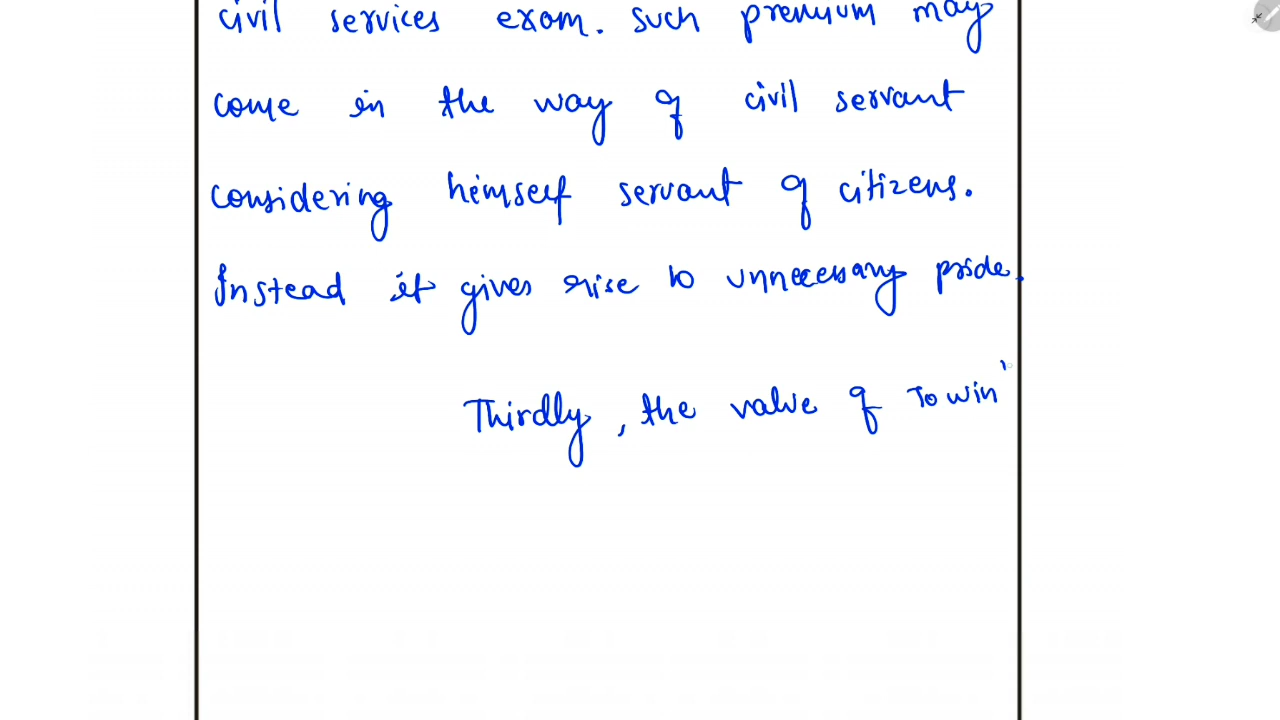 civil services exam. such premium may
come in the way of civil servant
considering himself servant of citizens.
Instead it gives rise to unnecessary pride.
Thirdly, the value of To win'